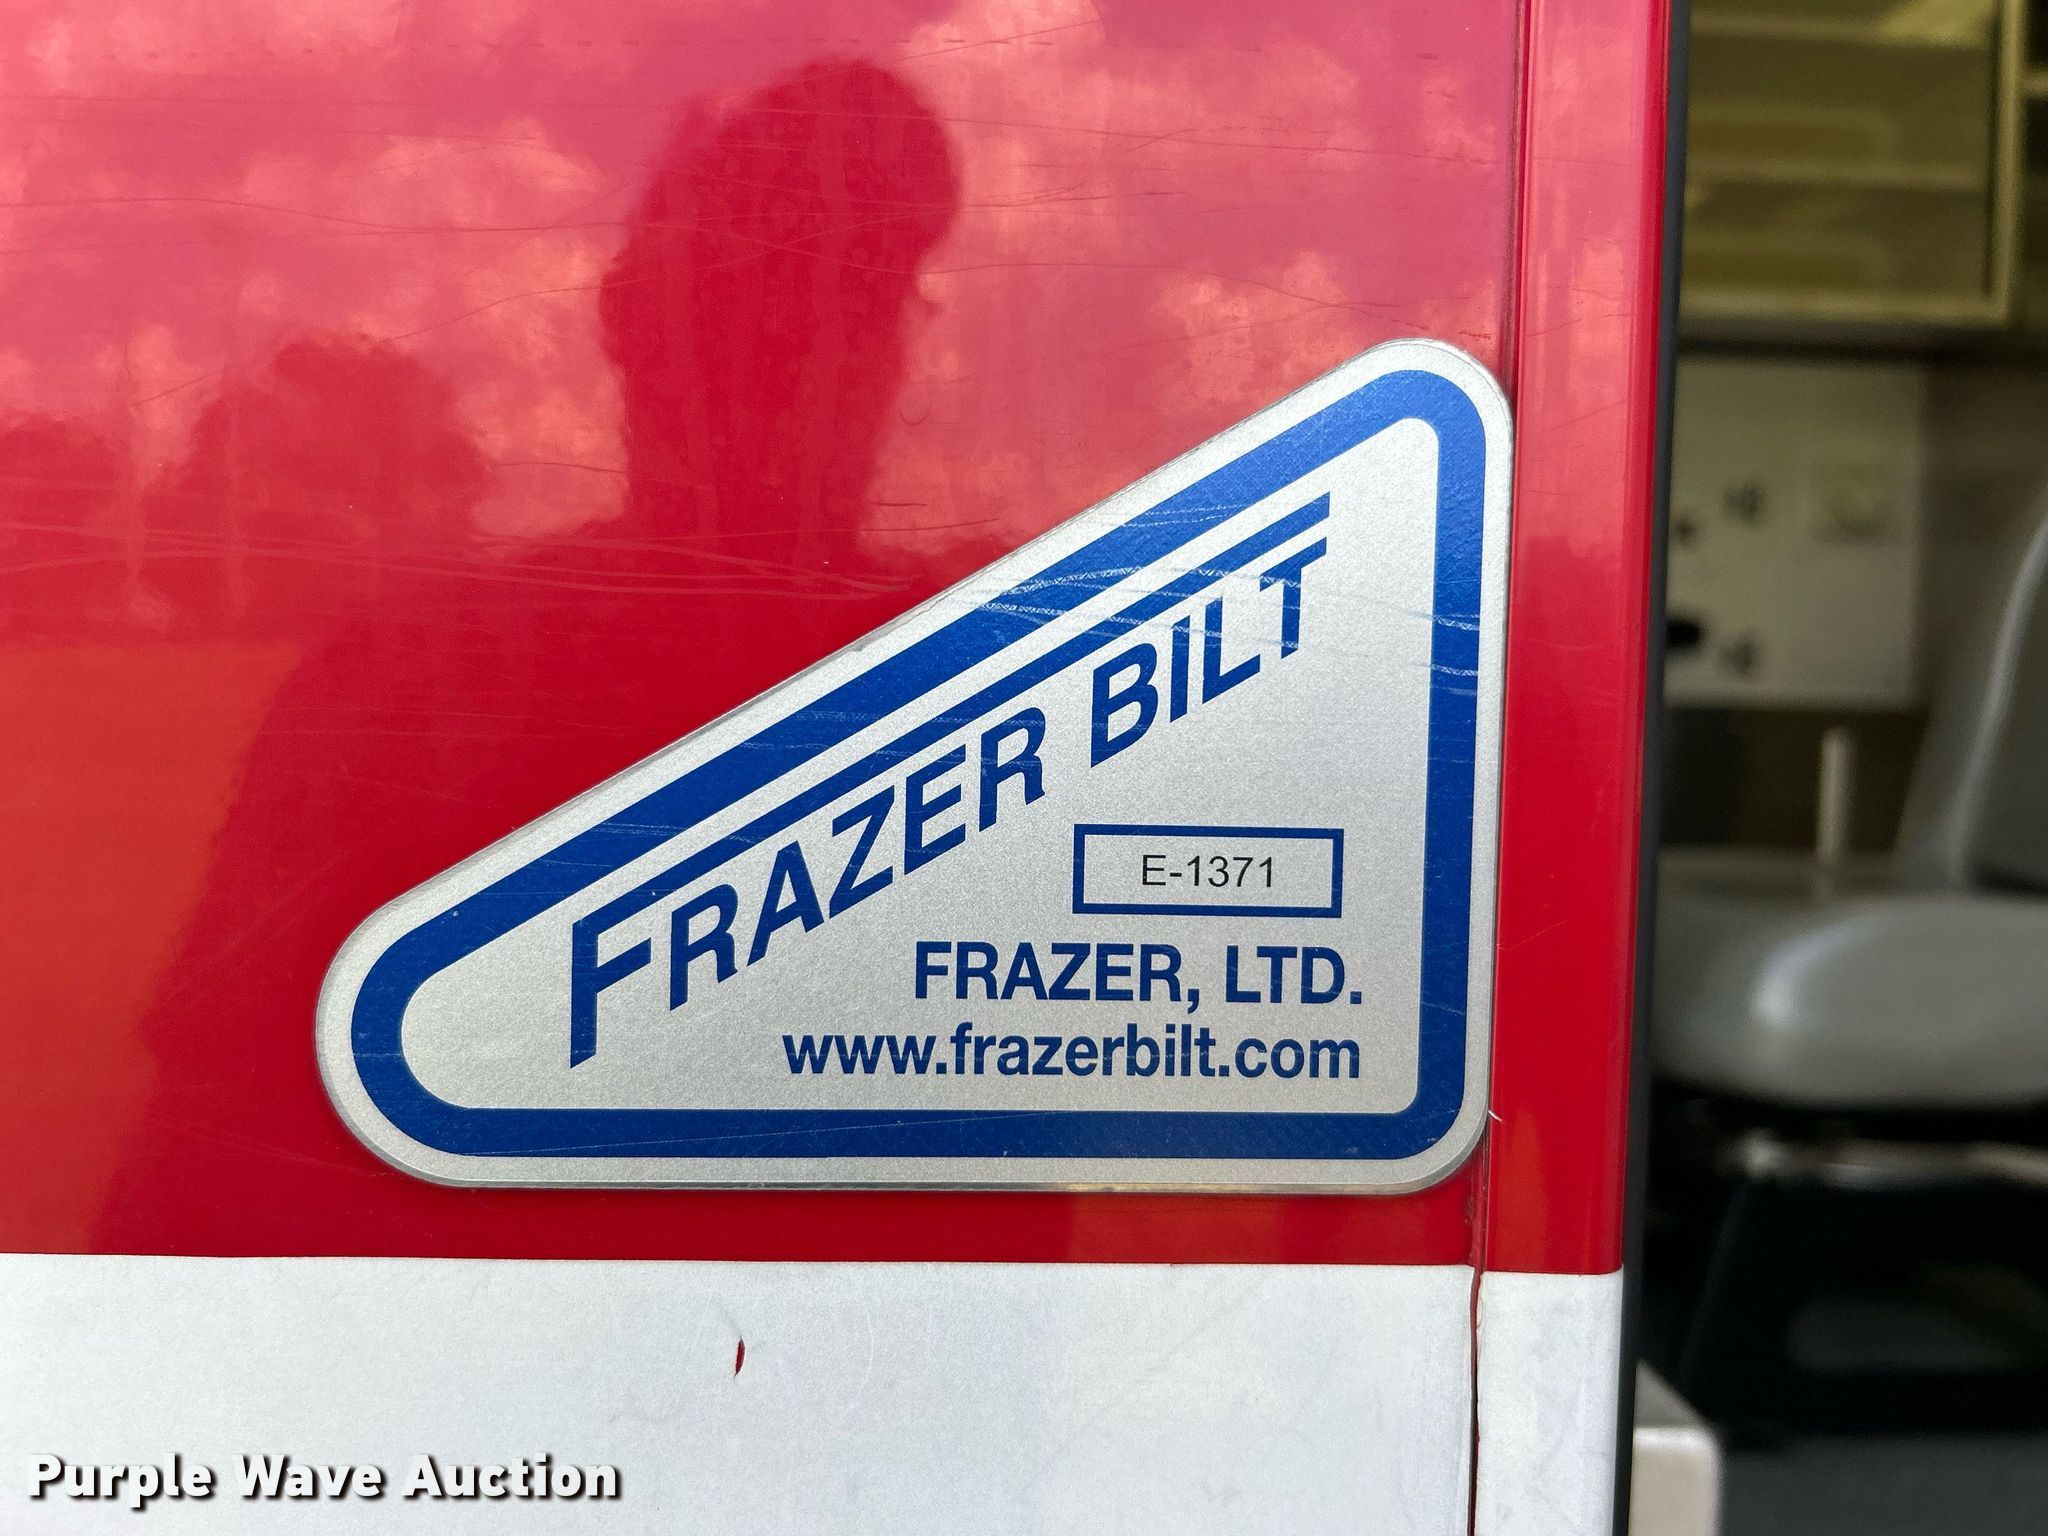 FRAZER BILT
E-1371
FRAZER, LTD.
www.frazerbilt.com
Purple Wave Auction